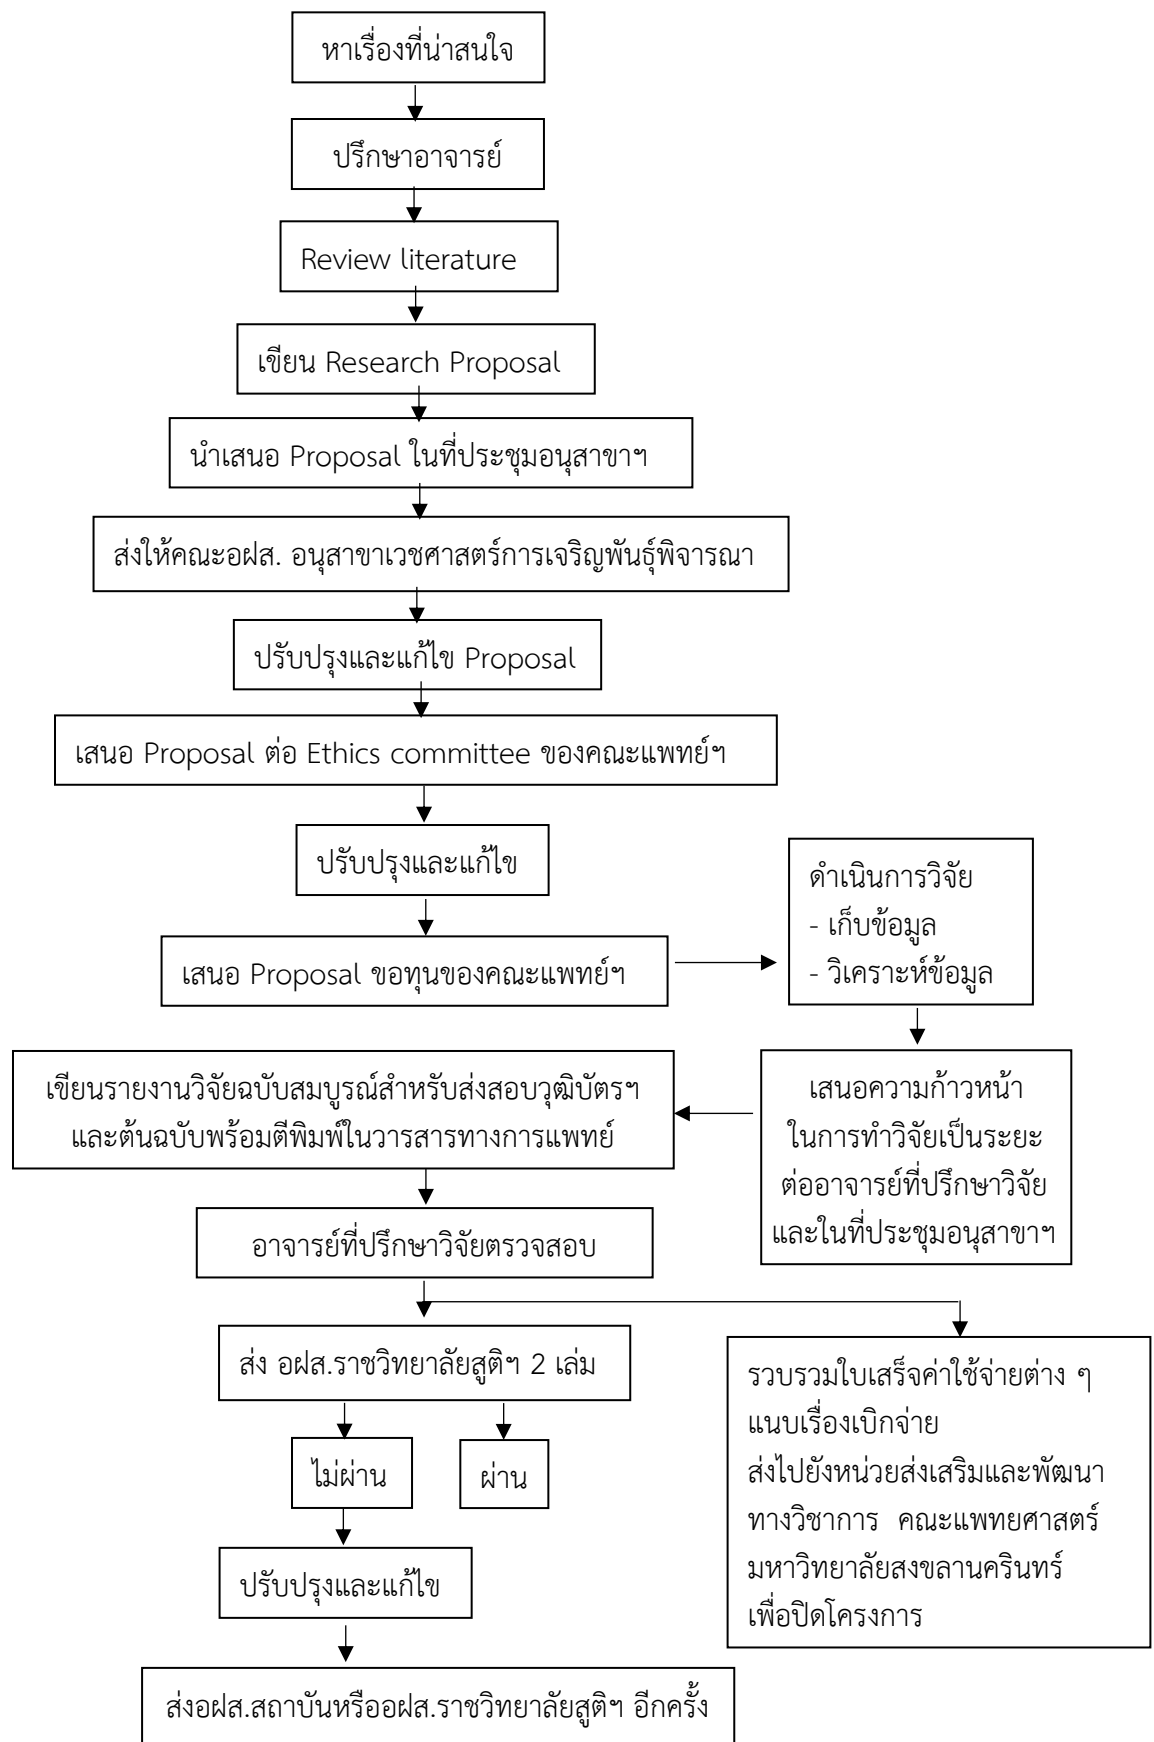 หาเรื่องที่น่าสนใจ
ปรึกษาอาจารย์
Review literature
เขียน Research Proposal
นำเสนอ Proposal ในที่ประชุมอนุสาขาฯ
ส่งให้คณะอฝส. อนุสาขาเวชศาสตร์การเจริญพันธุ์พิจารณา
ปรับปรุงและแก้ไข Proposal
เสนอ Proposal ต่อ Ethics committee ของคณะแพทย์ฯ
ปรับปรุงและแก้ไข
เสนอ Proposal ขอทุนของคณะแพทย์ฯ
ดำเนินการวิจัย
- เก็บข้อมูล
- วิเคราะห์ข้อมูล
เสนอความก้าวหน้า
ในการทำวิจัยเป็นระยะ
ต่ออาจารย์ที่ปรึกษาวิจัย
และในที่ประชุมอนุสาขาฯ
เขียนรายงานวิจัยฉบับสมบูรณ์สำหรับส่งสอบวุฒิบัตรฯ
และต้นฉบับพร้อมตีพิมพ์ในวารสารทางการแพทย์
อาจารย์ที่ปรึกษาวิจัยตรวจสอบ
ส่ง อฝส.ราชวิทยาลัยสูติฯ 2 เล่ม
ไม่ผ่าน
ผ่าน
ปรับปรุงและแก้ไข
ส่งอฝส.สถาบันหรืออฝส.ราชวิทยาลัยสูติฯ อีกครั้ง
รวบรวมใบเสร็จค่าใช้จ่ายต่าง ๆ
แนบเรื่องเบิกจ่าย
ส่งไปยังหน่วยส่งเสริมและพัฒนา
ทางวิชาการ คณะแพทยศาสตร์
มหาวิทยาลัยสงขลานครินทร์
เพื่อปิดโครงการ